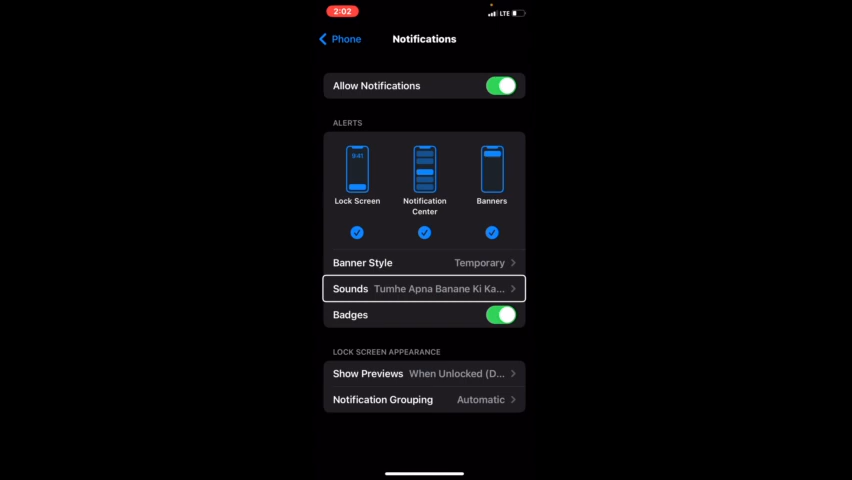 2:02
LTE
Phone
Notifications
Allow Notifications
ALERTS
9:41
Lock Screen
Notification Center
Banners
Banner Style Temporary
Sounds Tumhe Apna Banane Ki Ka...
Badges
LOCK SCREEN APPEARANCE
Show Previews When Unlocked (D...
Notification Grouping Automatic